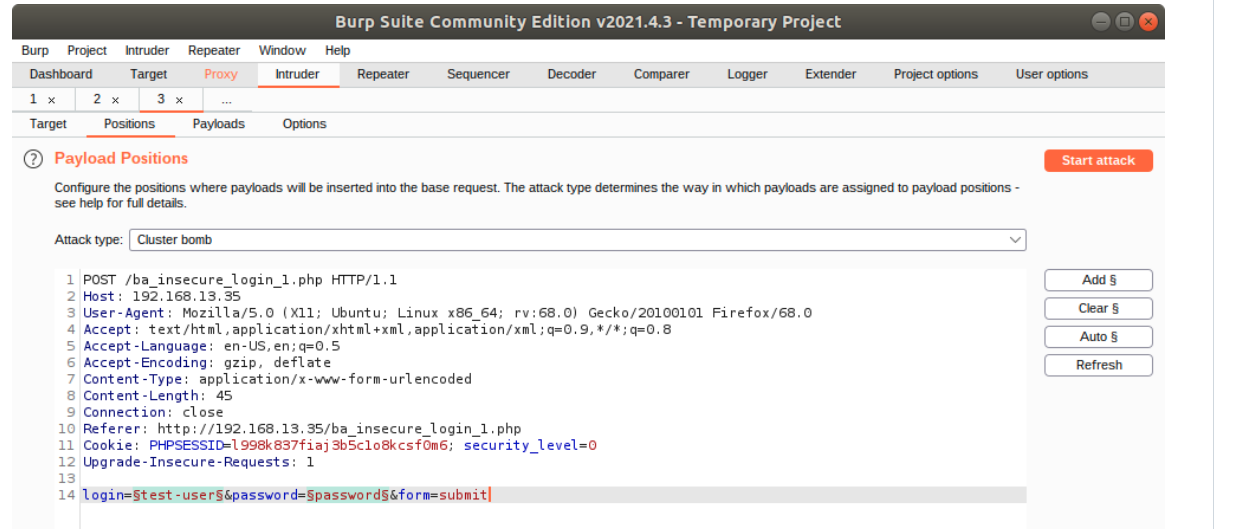 Burp Suite Community Edition v2021.4.3 - Temporary Project
Burp Project Intruder Repeater Window Help
Dashboard Target Proxy Intruder Repeater Sequencer Decoder Comparer Logger Extender Project options User options
1 × 2 × 3 × ...
Target Positions Payloads Options
? Payload Positions
Start attack
Configure the positions where payloads will be inserted into the base request. The attack type determines the way in which payloads are assigned to payload positions -
see help for full details.
Attack type: Cluster bomb
1 POST /ba_insecure_login_1.php HTTP/1.1
2 Host: 192.168.13.35
3 User-Agent: Mozilla/5.0 (X11; Ubuntu; Linux x86_64; rv:68.0) Gecko/20100101 Firefox/68.0
4 Accept: text/html,application/xhtml+xml,application/xml;q=0.9,*/*;q=0.8
5 Accept-Language: en-US,en;q=0.5
6 Accept-Encoding: gzip, deflate
7 Content-Type: application/x-www-form-urlencoded
8 Content-Length: 45
9 Connection: close
10 Referer: http://192.168.13.35/ba_insecure_login_1.php
11 Cookie: PHPSESSID=l998k837fiaj3b5c1o8kcsf0m6; security_level=0
12 Upgrade-Insecure-Requests: 1
13
14 login=§test-user§&password=§password§&form=submit
Add §
Clear §
Auto §
Refresh